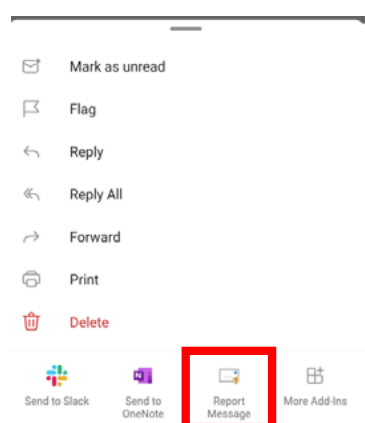 Mark as unread
Flag
Reply
Reply All
Forward
Print
Delete
Send to Slack
Send to
OneNote
Report
Message
More Add-Ins